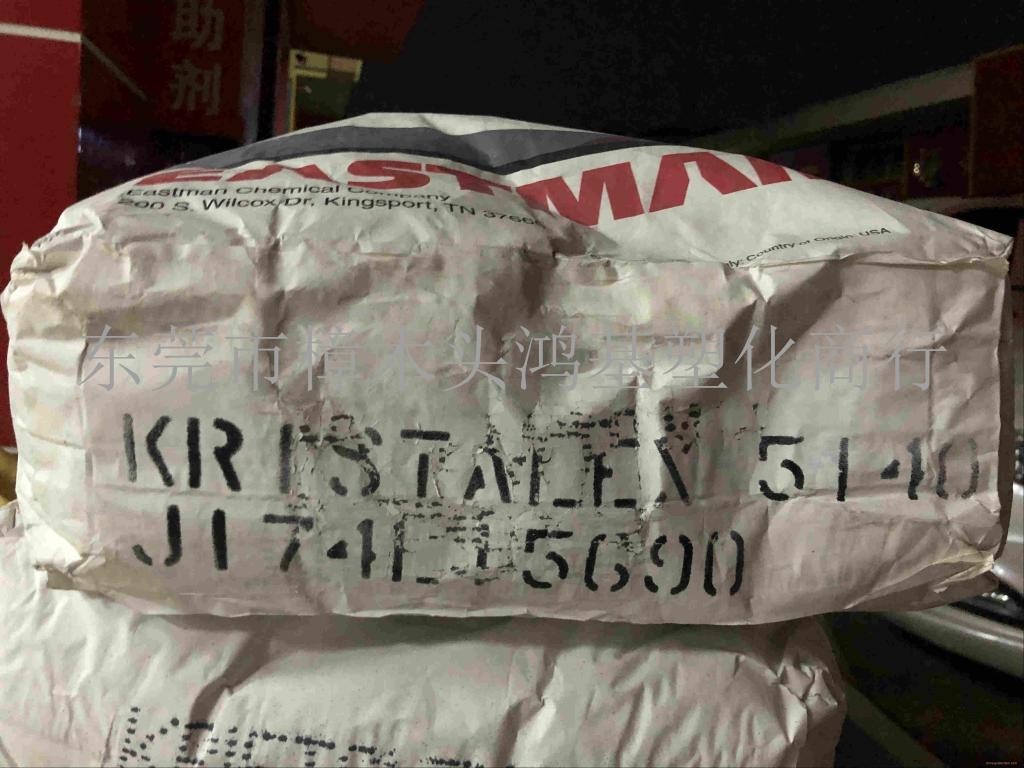 助剂
EASTMAN
Eastman Chemical Company
200 S. Wilcox Dr, Kingsport, TN 37660
Country of Origin: USA
东莞市樟木头鸿基塑化商行
KRISTALEX 5140